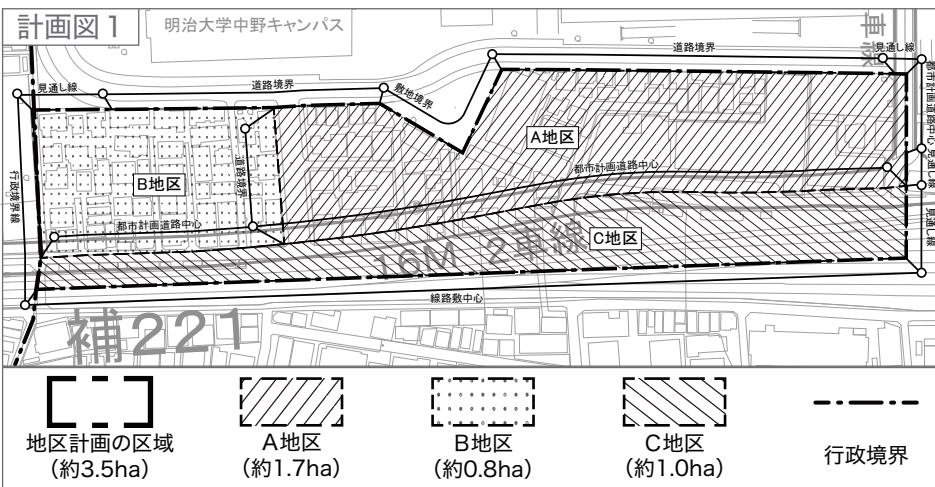 計画図1
明治大学中野キャンパス
車線
道路境界
見通し線
見通し線
道路境界
敷地境界
都市計画道路中心
見通し線
見通し線
A地区
B地区
道路境界
都市計画道路中心
行政境界線
都市計画道路中心
C地区
16M 2車線
線路敷中心
補221
地区計画の区域
(約3.5ha)
A地区
(約1.7ha)
B地区
(約0.8ha)
C地区
(約1.0ha)
行政境界